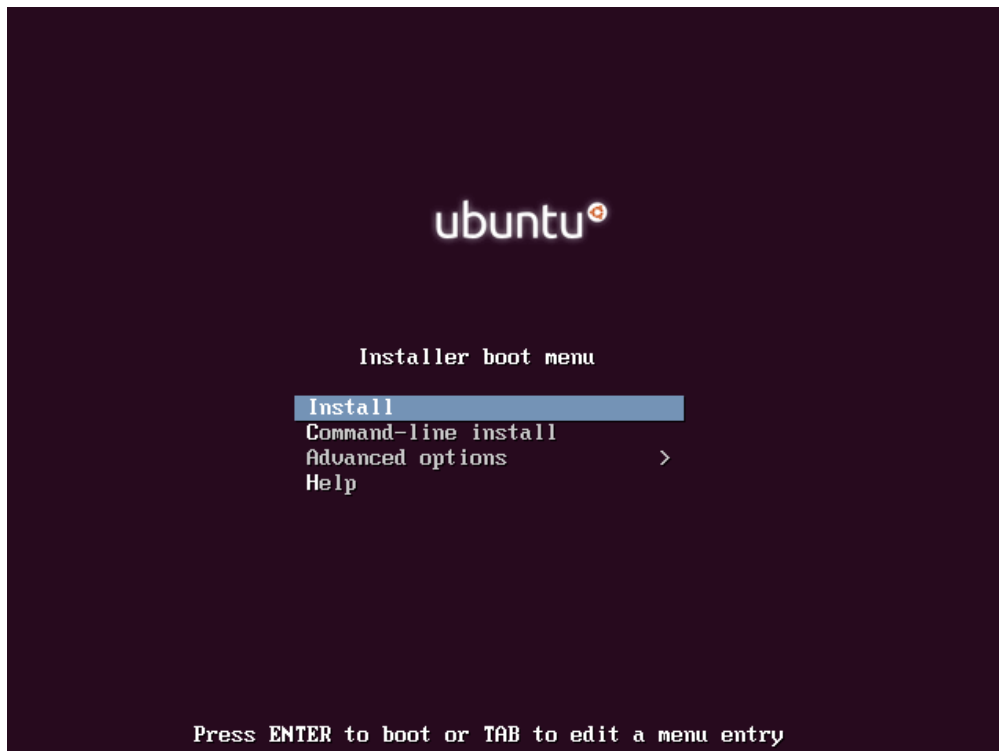 ubuntu
Installer boot menu
Install
Command-line install
Advanced options >
Help
Press ENTER to boot or TAB to edit a menu entry